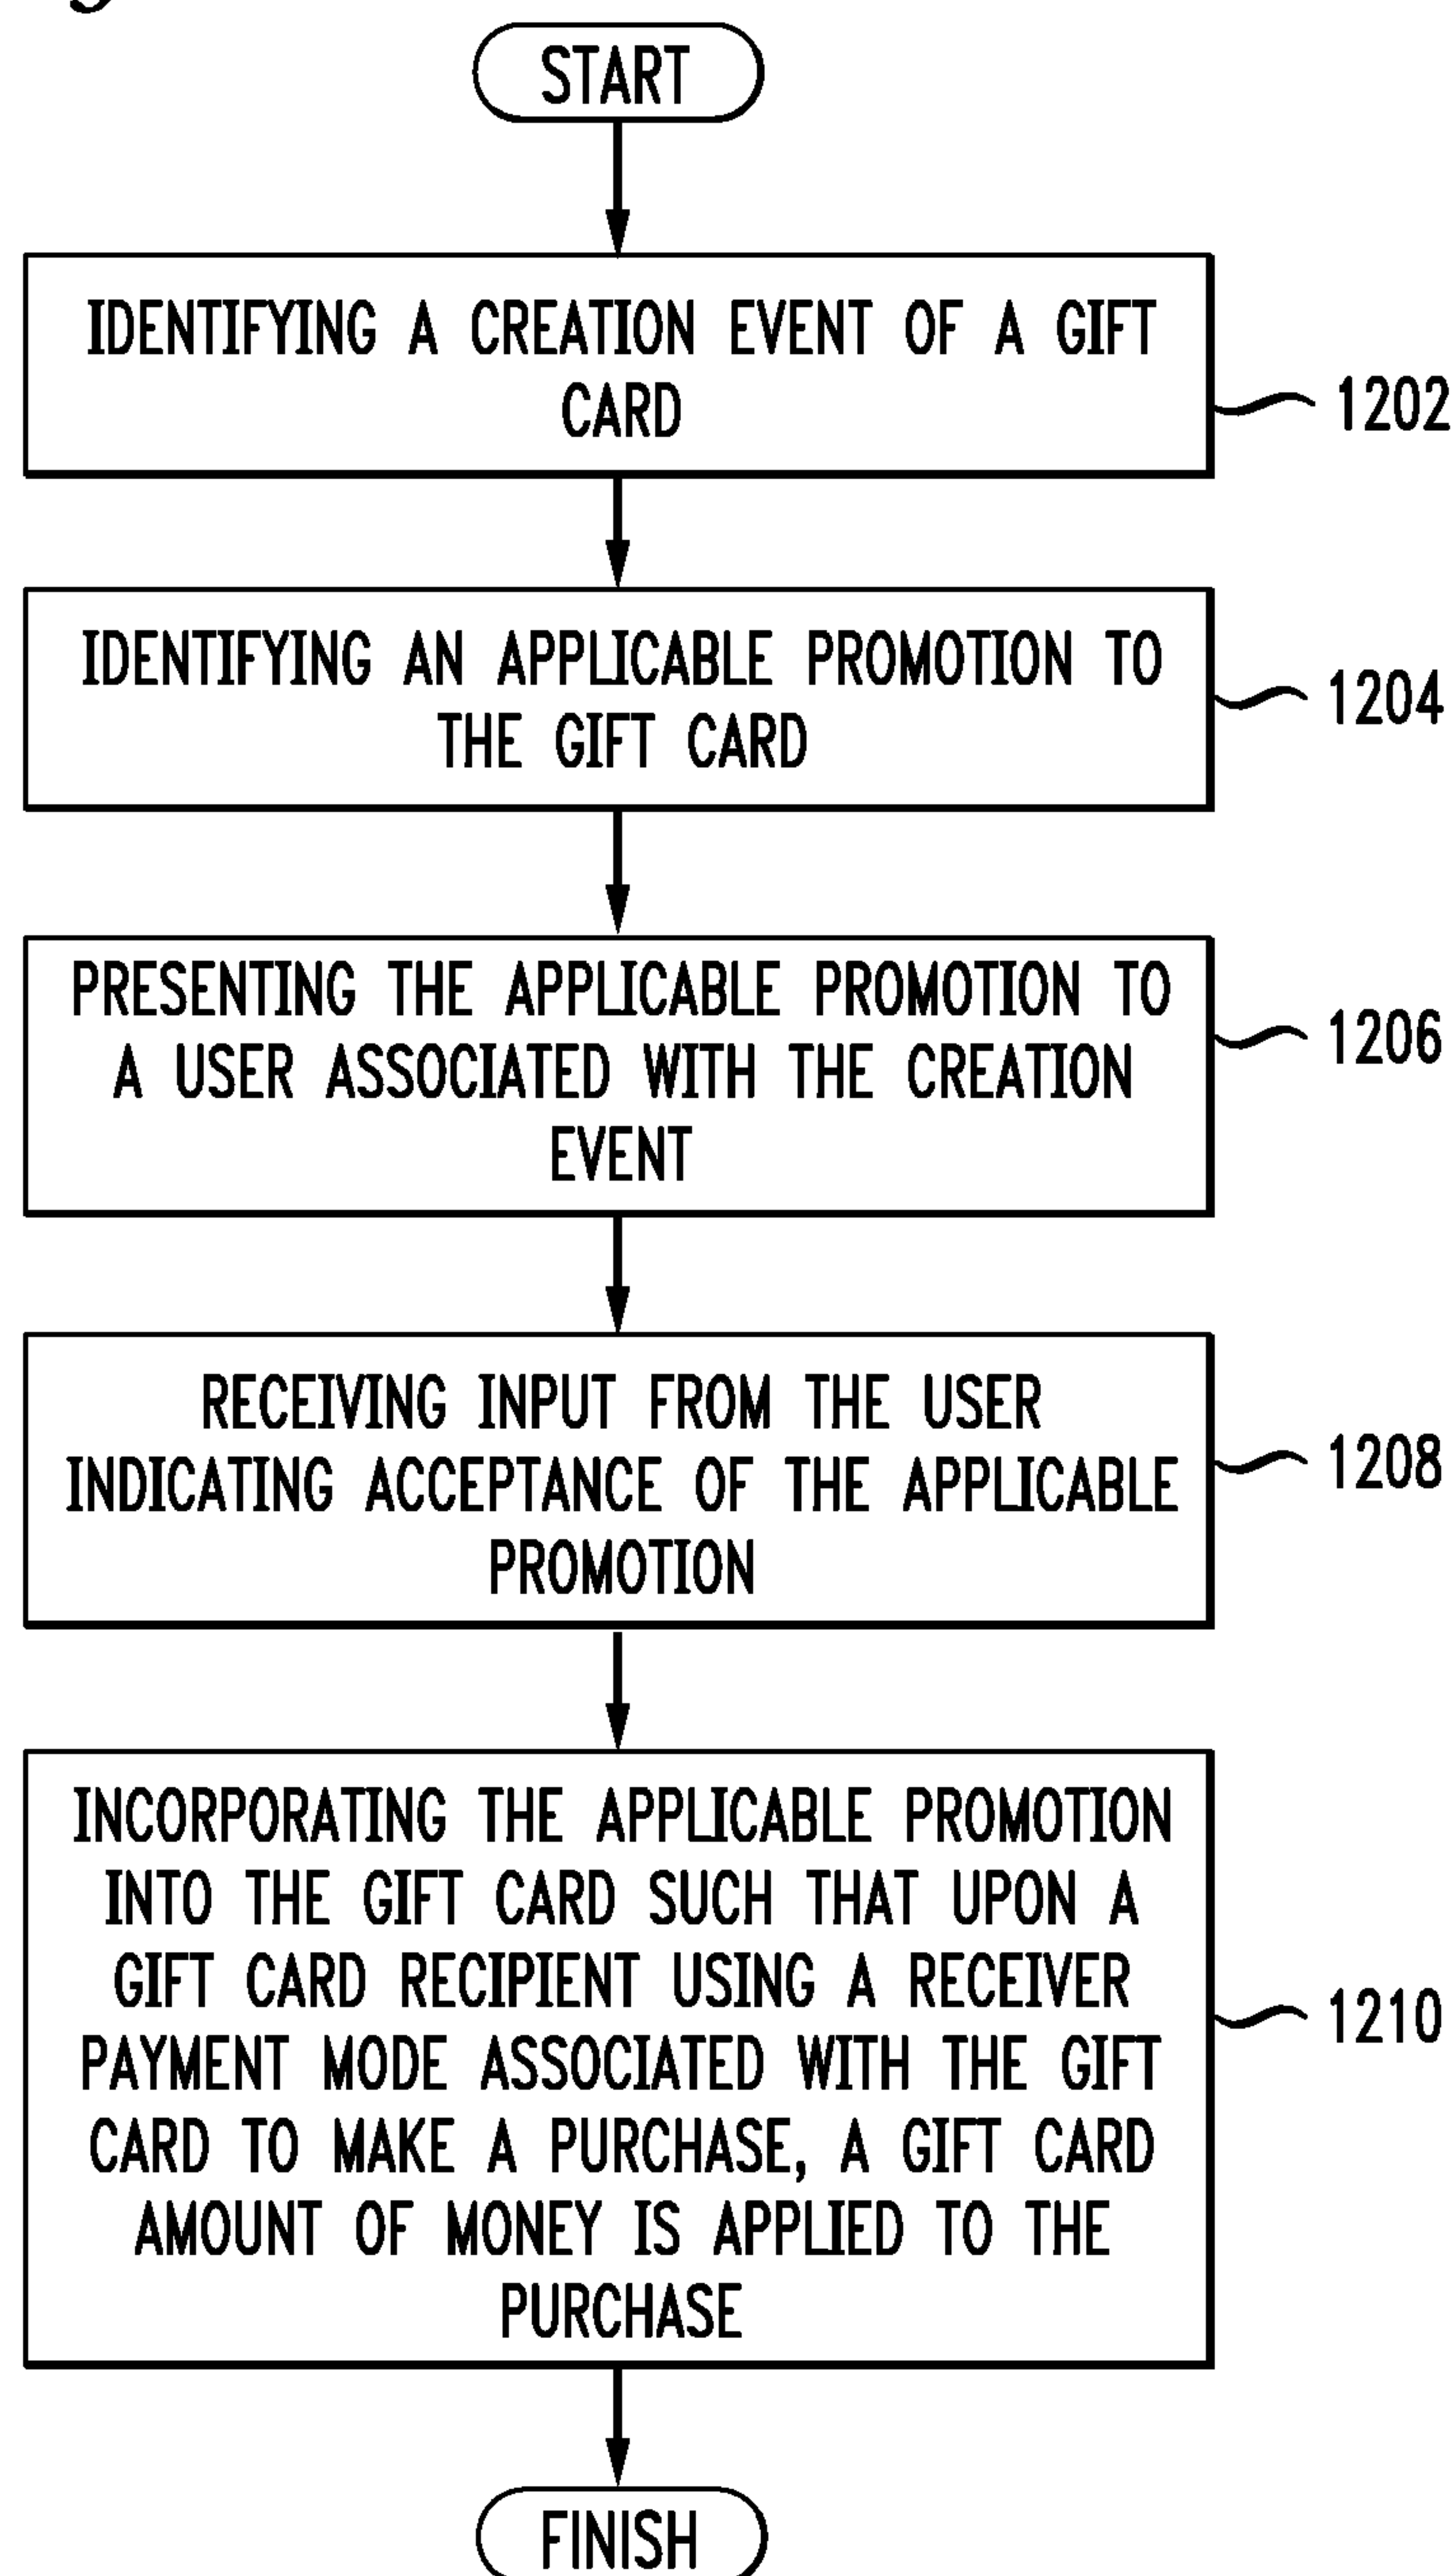 START
IDENTIFYING A CREATION EVENT OF A GIFT
CARD
1202
IDENTIFYING AN APPLICABLE PROMOTION TO
THE GIFT CARD
1204
PRESENTING THE APPLICABLE PROMOTION TO
A USER ASSOCIATED WITH THE CREATION
EVENT
1206
RECEIVING INPUT FROM THE USER
INDICATING ACCEPTANCE OF THE APPLICABLE
PROMOTION
1208
INCORPORATING THE APPLICABLE PROMOTION
INTO THE GIFT CARD SUCH THAT UPON A
GIFT CARD RECIPIENT USING A RECEIVER
PAYMENT MODE ASSOCIATED WITH THE GIFT
CARD TO MAKE A PURCHASE, A GIFT CARD
AMOUNT OF MONEY IS APPLIED TO THE
PURCHASE
1210
FINISH